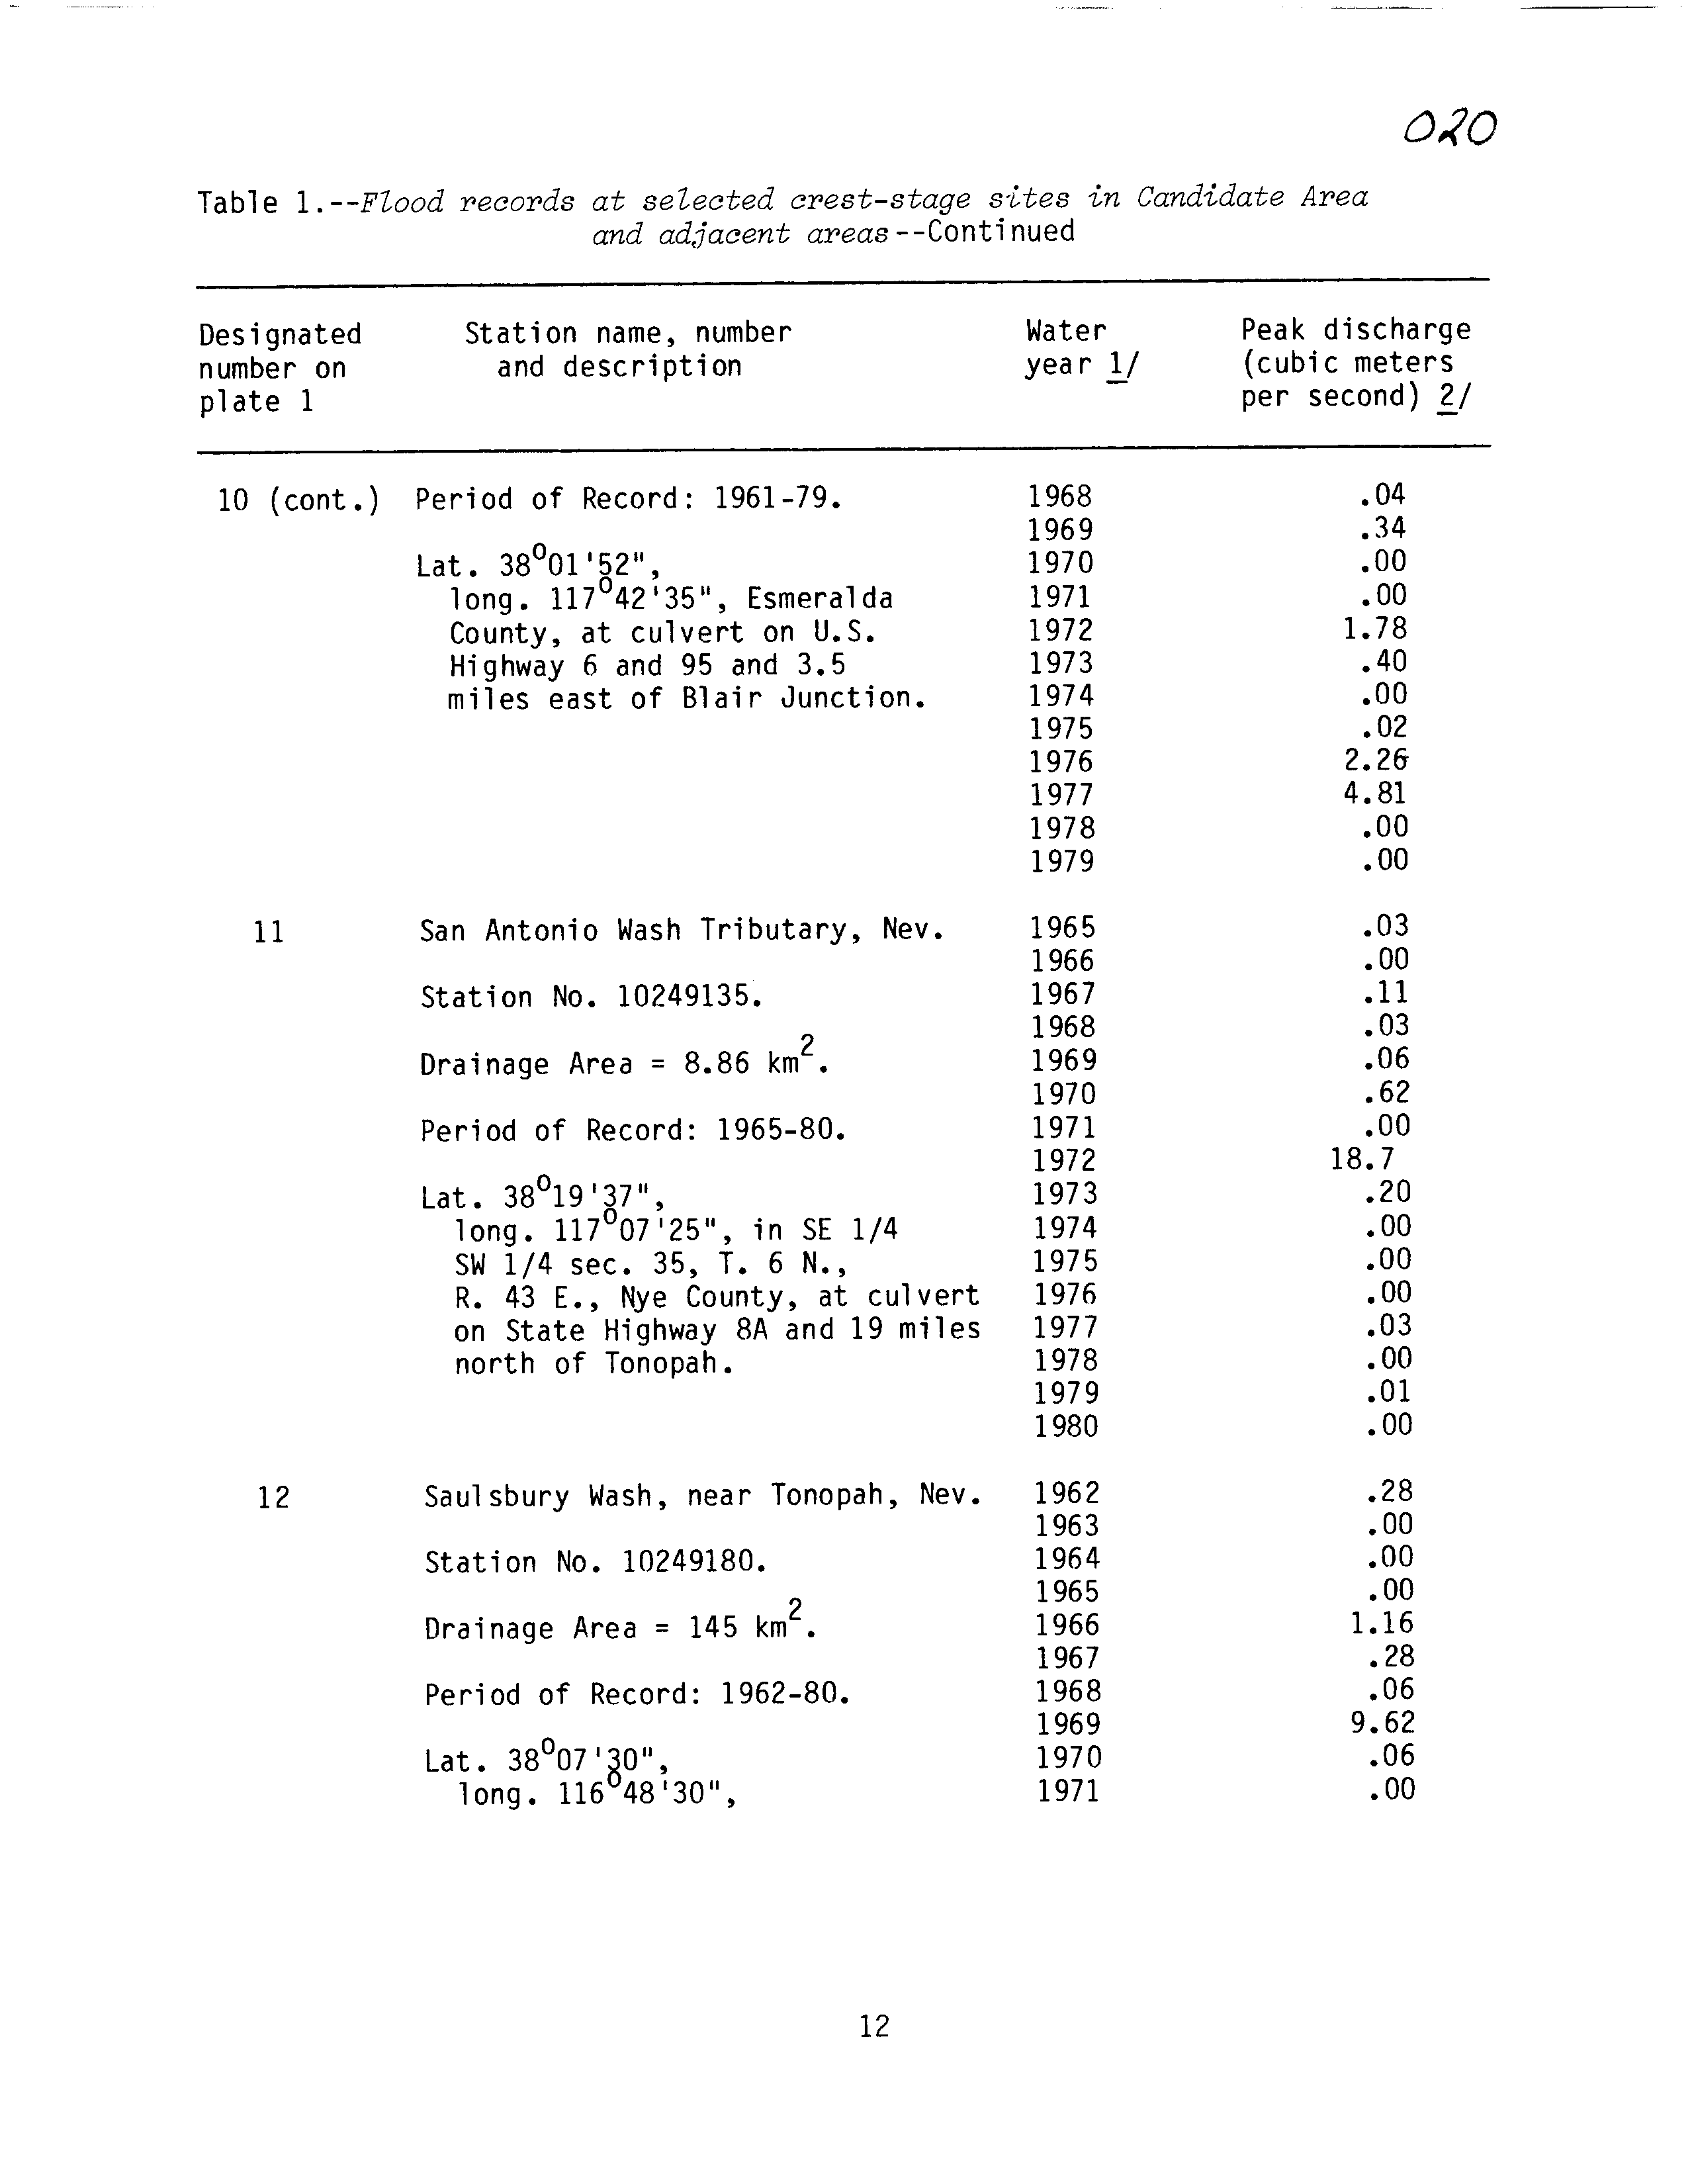 020
Table 1.--Flood records at selected crest-stage sites in Candidate Area
and adjacent areas--Continued
Designated Station name, number Water Peak discharge
number on and description year 1/ (cubic meters
plate 1 per second) 2/
10 (cont.) Period of Record: 1961-79. 1968 .04
1969 .34
Lat. 38°01'52", 1970 .00
long. 117°42'35", Esmeralda 1971 .00
County, at culvert on U.S. 1972 1.78
Highway 6 and 95 and 3.5 1973 .40
miles east of Blair Junction. 1974 .00
1975 .02
1976 2.26
1977 4.81
1978 .00
1979 .00
11 San Antonio Wash Tributary, Nev. 1965 .03
1966 .00
Station No. 10249135. 1967 .11
1968 .03
Drainage Area = 8.86 km². 1969 .06
1970 .62
Period of Record: 1965-80. 1971 .00
1972 18.7
Lat. 38°19'37", 1973 .20
long. 117°07'25", in SE 1/4 1974 .00
SW 1/4 sec. 35, T. 6 N., 1975 .00
R. 43 E., Nye County, at culvert 1976 .00
on State Highway 8A and 19 miles 1977 .03
north of Tonopah. 1978 .00
1979 .01
1980 .00
12 Saulsbury Wash, near Tonopah, Nev. 1962 .28
1963 .00
Station No. 10249180. 1964 .00
1965 .00
Drainage Area = 145 km². 1966 1.16
1967 .28
Period of Record: 1962-80. 1968 .06
1969 9.62
Lat. 38°07'30", 1970 .06
long. 116°48'30", 1971 .00
12